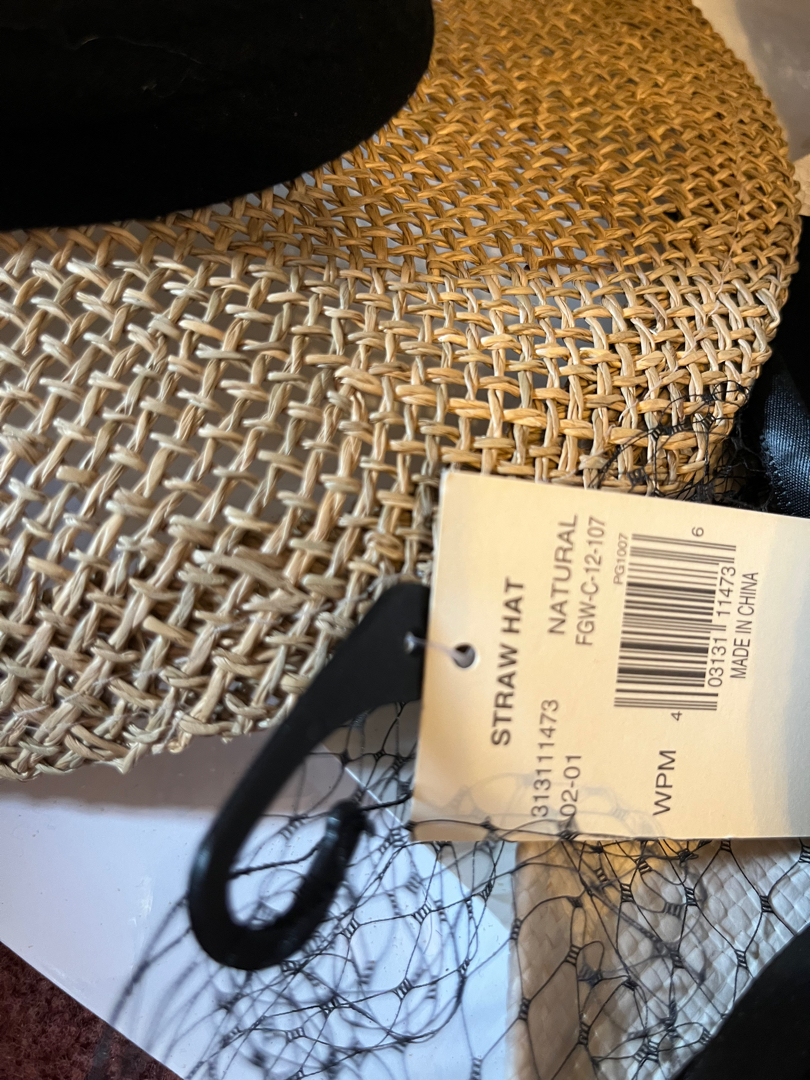 STRAW HAT
313111473 NATURAL
02-01 FGW-C-12-107
PG1007
4 03131 11473 6
WPM MADE IN CHINA